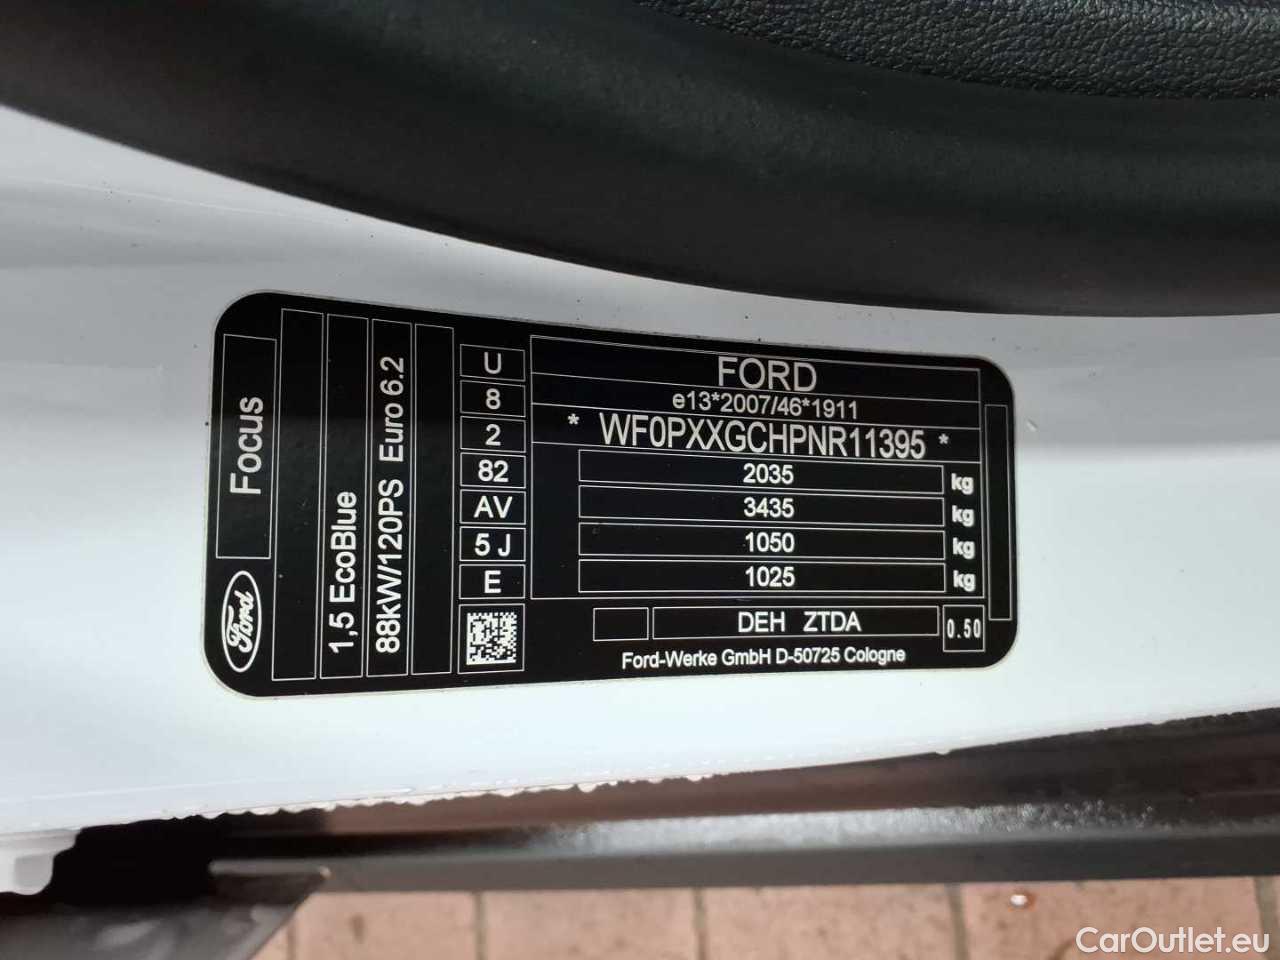 Focus
Ford
1,5 EcoBlue
88kW/120PS Euro 6.2
U
8
2
82
AV
5 J
E
FORD
e13*2007/46*1911
* WF0PXXGCHPNR11395 *
2035 kg
3435 kg
1050 kg
1025 kg
DEH ZTDA 0.50
Ford-Werke GmbH D-50725 Cologne
CarOutlet.eu